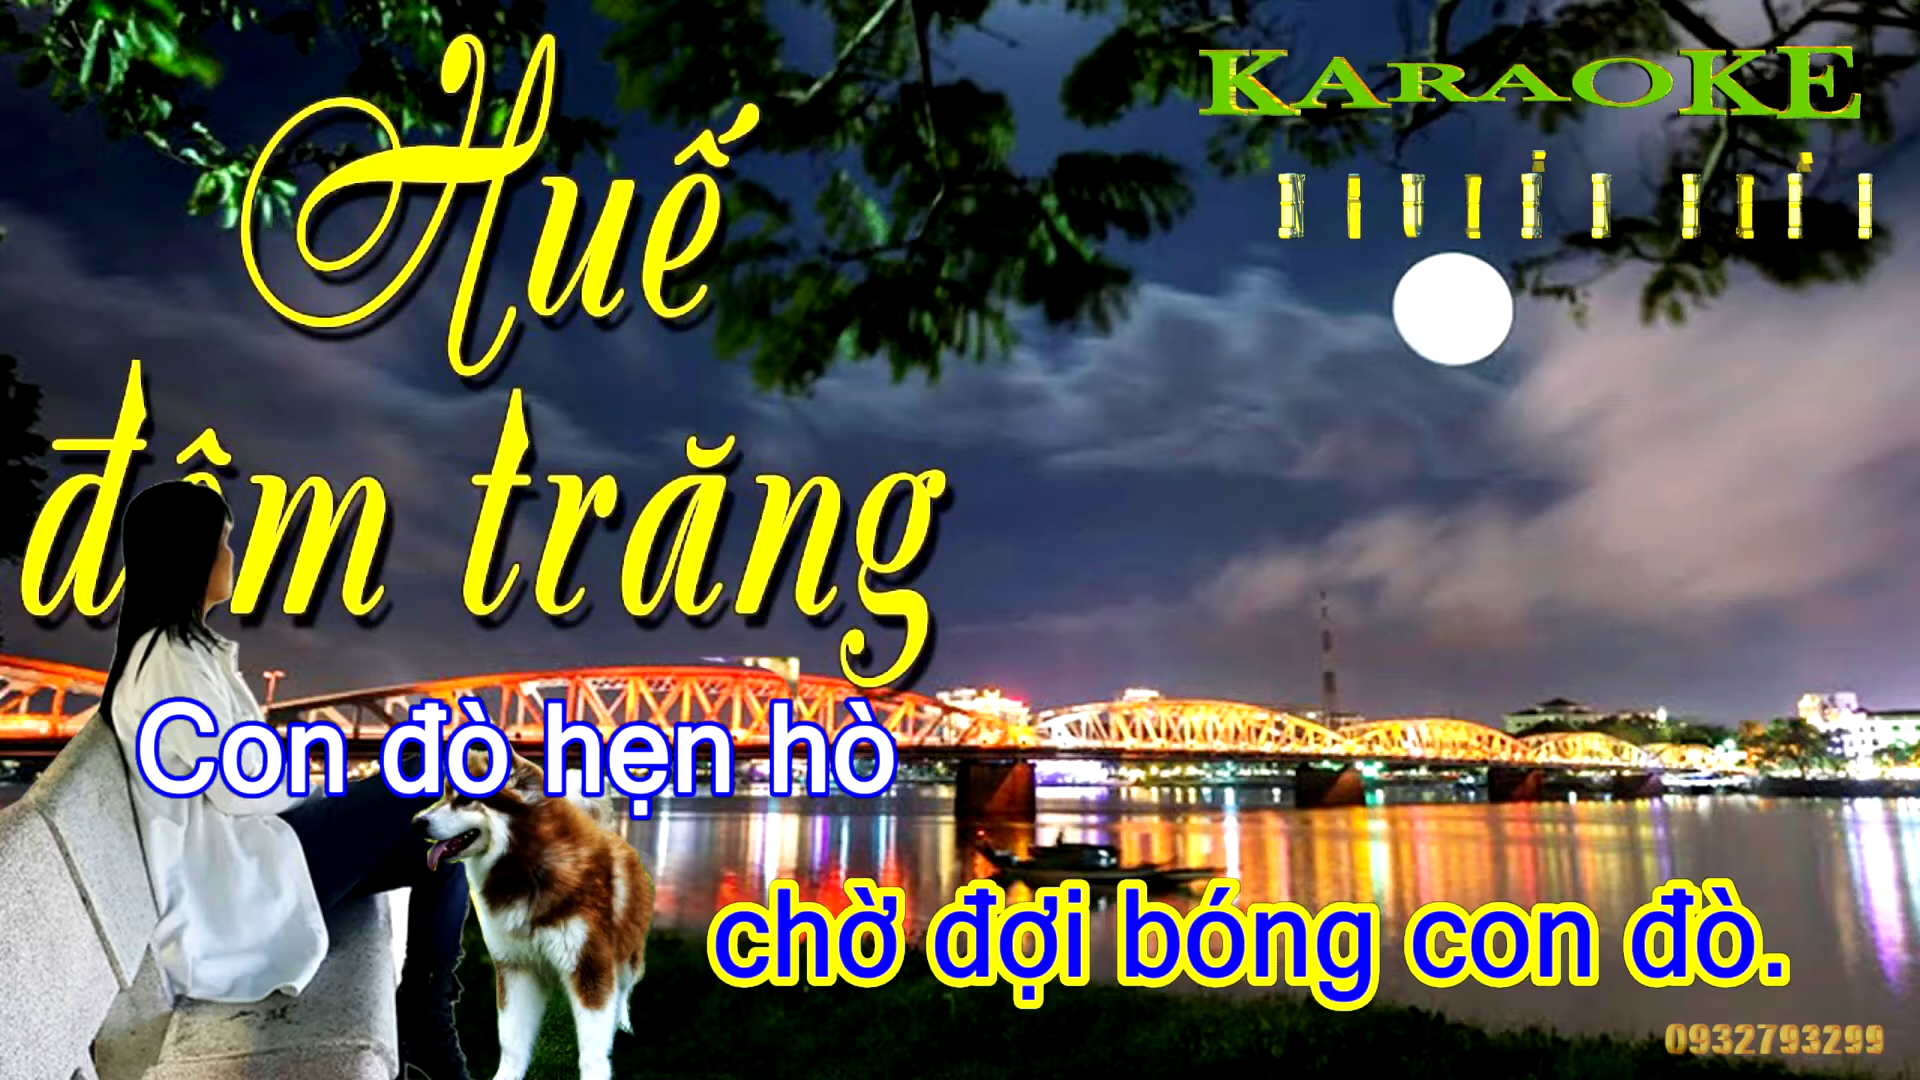 KARAOKE
Huế
đêm trăng
Con đò hẹn hò
chờ đợi bóng con đò.
0932793299